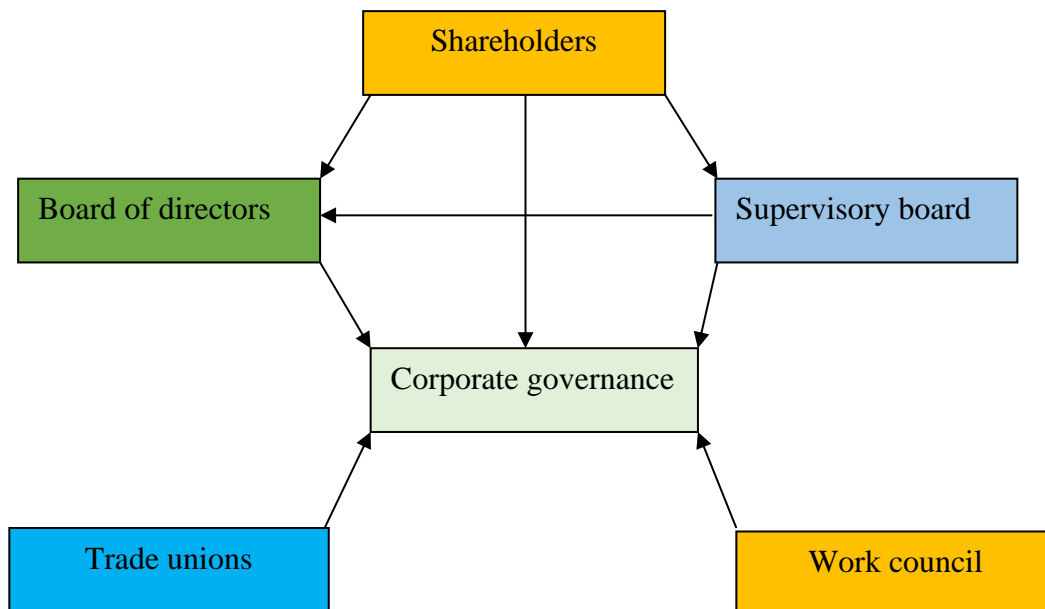 Shareholders
Board of directors
Supervisory board
Corporate governance
Trade unions
Work council